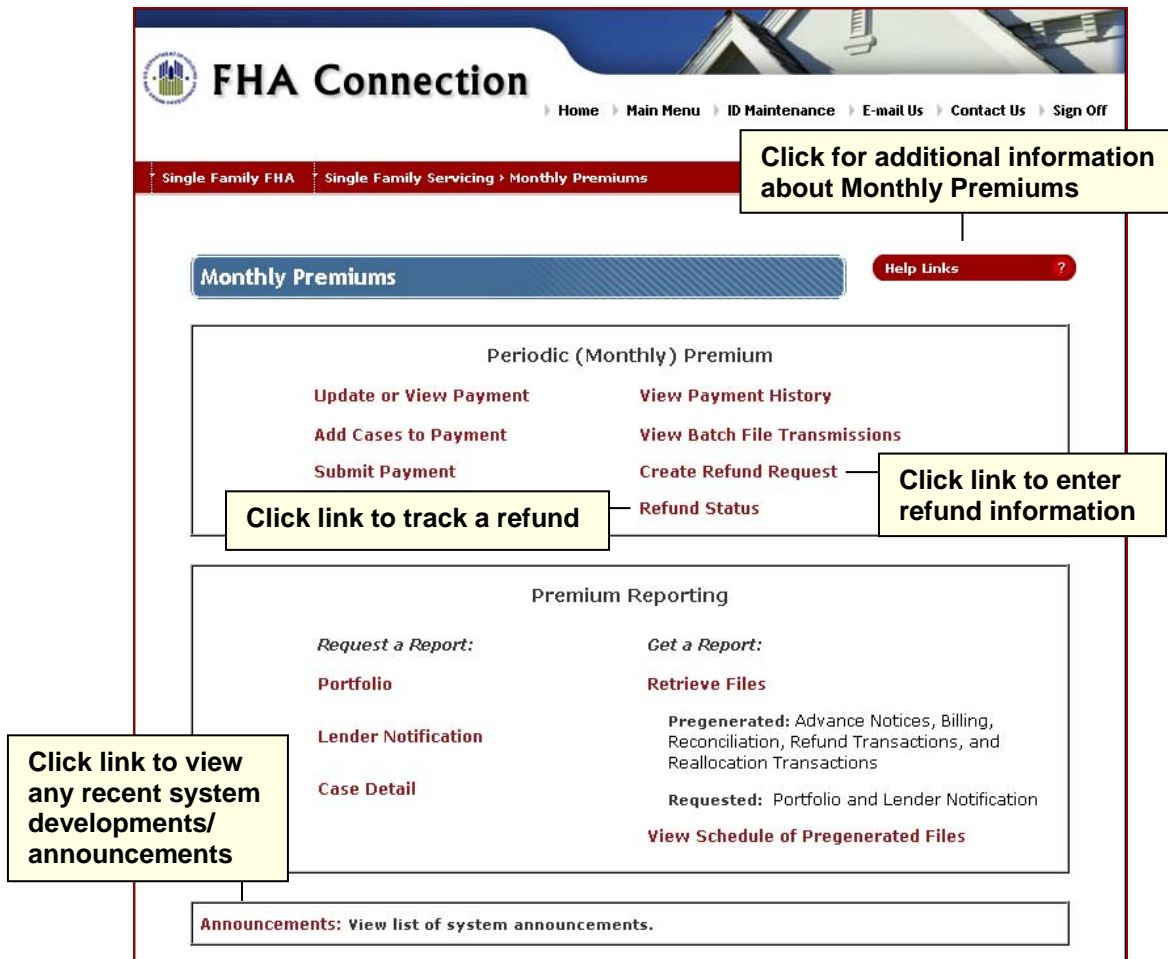 FHA Connection
Home Main Menu ID Maintenance E-mail Us Contact Us Sign Off
Click for additional information
about Monthly Premiums
Single Family FHA Single Family Servicing › Monthly Premiums
Monthly Premiums
Help Links ?
Periodic (Monthly) Premium
Update or View Payment
View Payment History
Add Cases to Payment
View Batch File Transmissions
Submit Payment
Create Refund Request
Click link to enter
refund information
Click link to track a refund
Refund Status
Premium Reporting
Request a Report:
Portfolio
Lender Notification
Case Detail
Get a Report:
Retrieve Files
Pregenerated: Advance Notices, Billing,
Reconciliation, Refund Transactions, and
Reallocation Transactions
Requested: Portfolio and Lender Notification
View Schedule of Pregenerated Files
Click link to view
any recent system
developments/
announcements
Announcements: View list of system announcements.